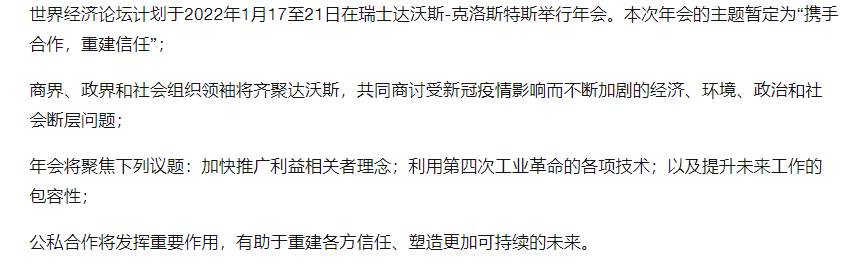 世界经济论坛计划于2022年1月17至21日在瑞士达沃斯-克洛斯特斯举行年会。本次年会的主题暂定为“携手
合作，重建信任”；
商界、政界和社会组织领袖将齐聚达沃斯，共同商讨受新冠疫情影响而不断加剧的经济、环境、政治和社
会断层问题；
年会将聚焦下列议题：加快推广利益相关者理念；利用第四次工业革命的各项技术；以及提升未来工作的
包容性；
公私合作将发挥重要作用，有助于重建各方信任、塑造更加可持续的未来。